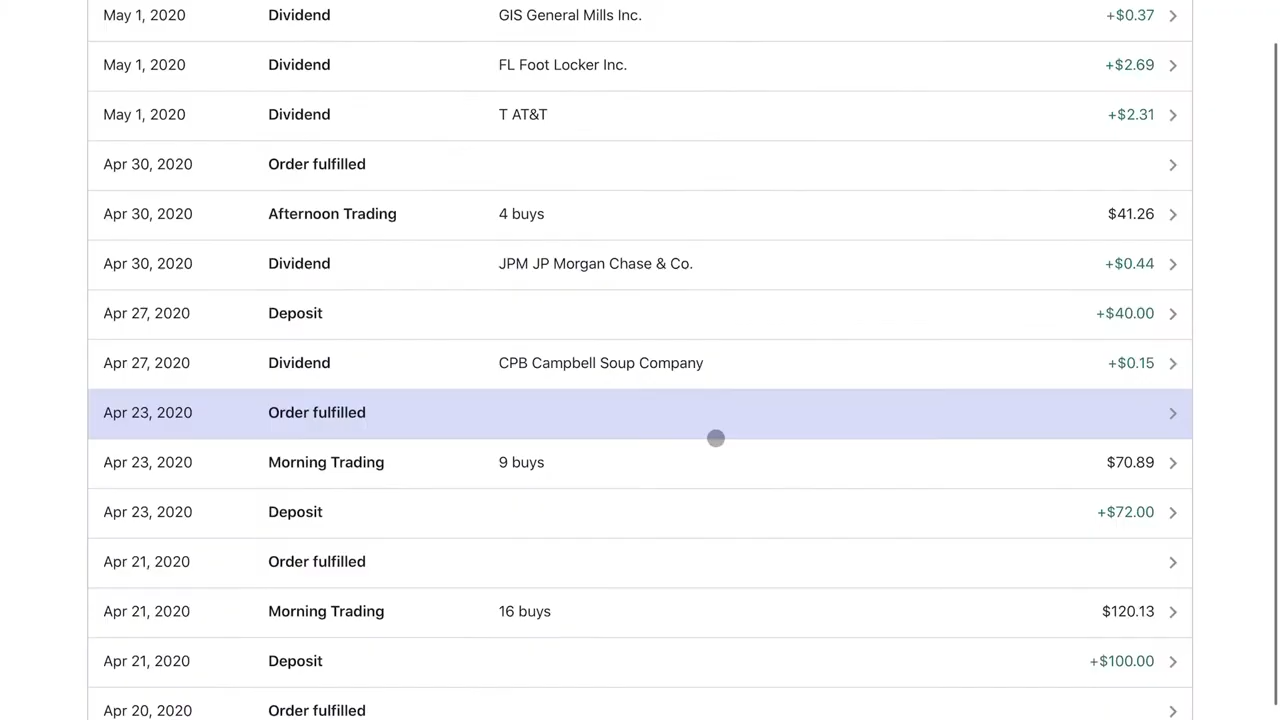 May 1, 2020 Dividend GIS General Mills Inc. +$0.37
May 1, 2020 Dividend FL Foot Locker Inc. +$2.69
May 1, 2020 Dividend T AT&T +$2.31
Apr 30, 2020 Order fulfilled
Apr 30, 2020 Afternoon Trading 4 buys $41.26
Apr 30, 2020 Dividend JPM JP Morgan Chase & Co. +$0.44
Apr 27, 2020 Deposit +$40.00
Apr 27, 2020 Dividend CPB Campbell Soup Company +$0.15
Apr 23, 2020 Order fulfilled
Apr 23, 2020 Morning Trading 9 buys $70.89
Apr 23, 2020 Deposit +$72.00
Apr 21, 2020 Order fulfilled
Apr 21, 2020 Morning Trading 16 buys $120.13
Apr 21, 2020 Deposit +$100.00
Apr 20, 2020 Order fulfilled